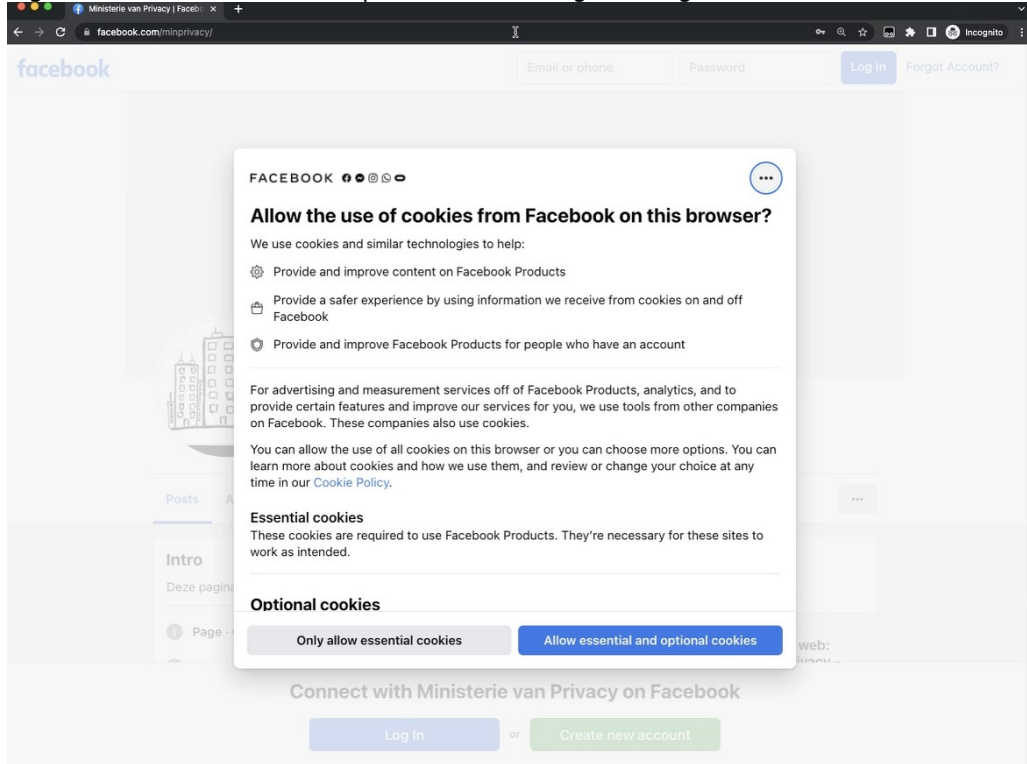 Ministerie van Privacy | Facebo
facebook.com/minprivacy/
Incognito
facebook
Email or phone
Password
Log In
Forgot Account?
FACEBOOK
Allow the use of cookies from Facebook on this browser?
We use cookies and similar technologies to help:
Provide and improve content on Facebook Products
Provide a safer experience by using information we receive from cookies on and off
Facebook
Provide and improve Facebook Products for people who have an account
For advertising and measurement services off of Facebook Products, analytics, and to
provide certain features and improve our services for you, we use tools from other companies
on Facebook. These companies also use cookies.
You can allow the use of all cookies on this browser or you can choose more options. You can
learn more about cookies and how we use them, and review or change your choice at any
time in our Cookie Policy.
Posts A
Essential cookies
These cookies are required to use Facebook Products. They're necessary for these sites to
work as intended.
Intro
Deze pagina
Optional cookies
Page ·
Only allow essential cookies
Allow essential and optional cookies
web:
Connect with Ministerie van Privacy on Facebook
Log In
or
Create new account